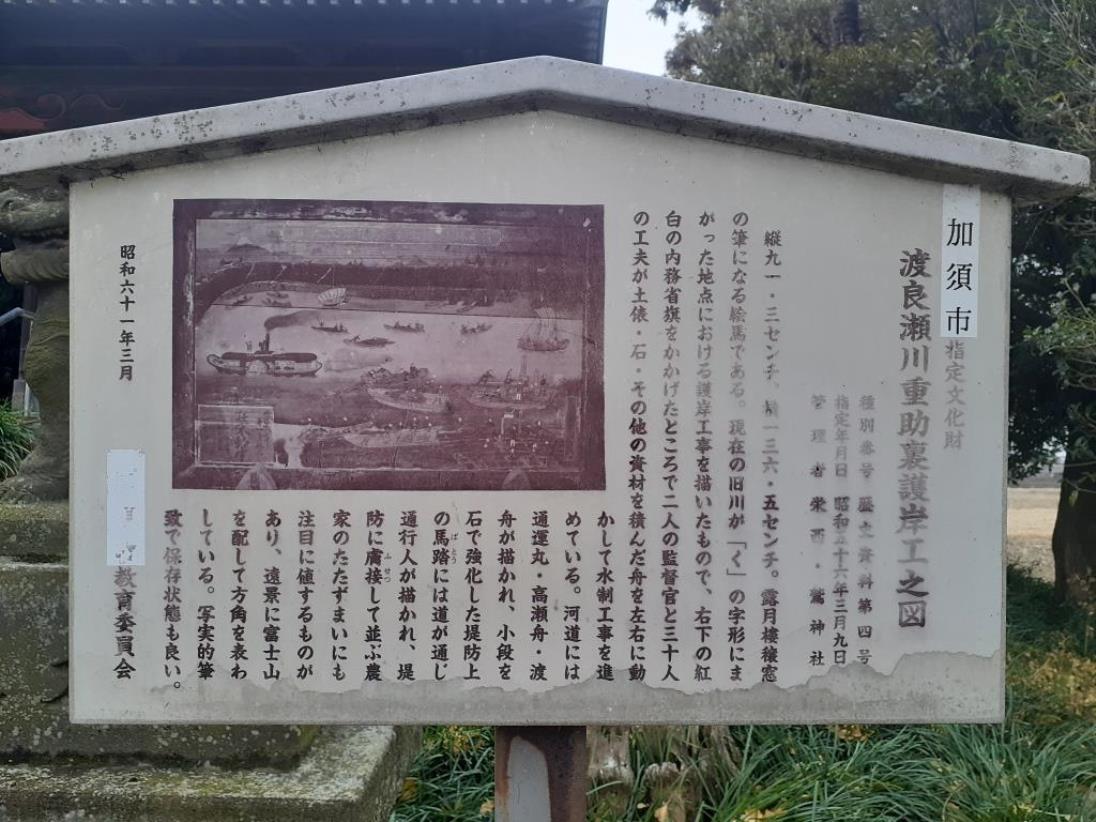 加須市指定文化財
渡良瀬川重助裏護岸工之図
種別番号 歴史資料第四号
指定年月日 昭和五十六年三月九日
管理者 栄西・鷲神社
縦九一・三センチ、横一三六・五センチ。露月樓穣窓
の筆になる絵馬である。現在の旧川が「く」の字形にま
がった地点における護岸工事を描いたもので、右下の紅
白の内務省旗をかかげたところで二人の監督官と三十人
の工夫が土俵・石・その他の資材を積んだ舟を左右に動
かして水制工事を進
めている。河道には
通運丸・高瀬舟・渡
舟が描かれ、小段を
石で強化した堤防上
の馬踏には道が通じ
ばとう
通行人が描かれ、堤
防に膚接して並ぶ農
ふせつ
家のたたずまいにも
注目に値するものが
あり、遠景に富士山
を配して方角を表わ
している。写実的筆
致で保存状態も良い。
昭和六十一年三月
教育委員会